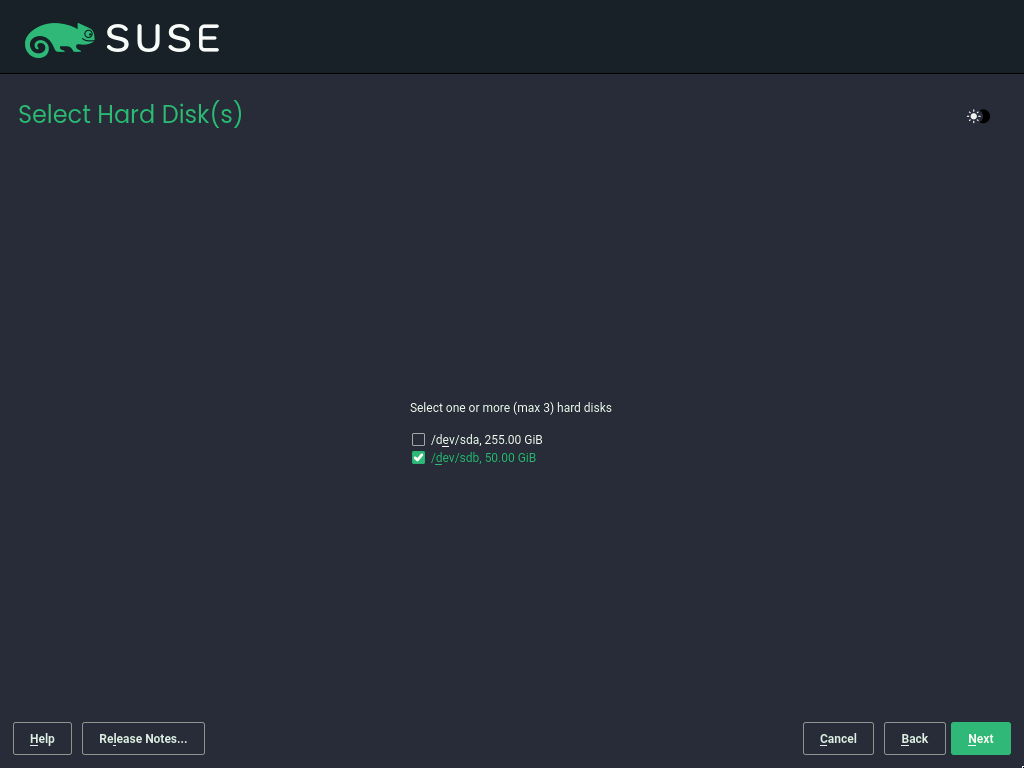 SUSE
Select Hard Disk(s)
Select one or more (max 3) hard disks
/dev/sda, 255.00 GiB
/dev/sdb, 50.00 GiB
Help
Release Notes...
Cancel
Back
Next